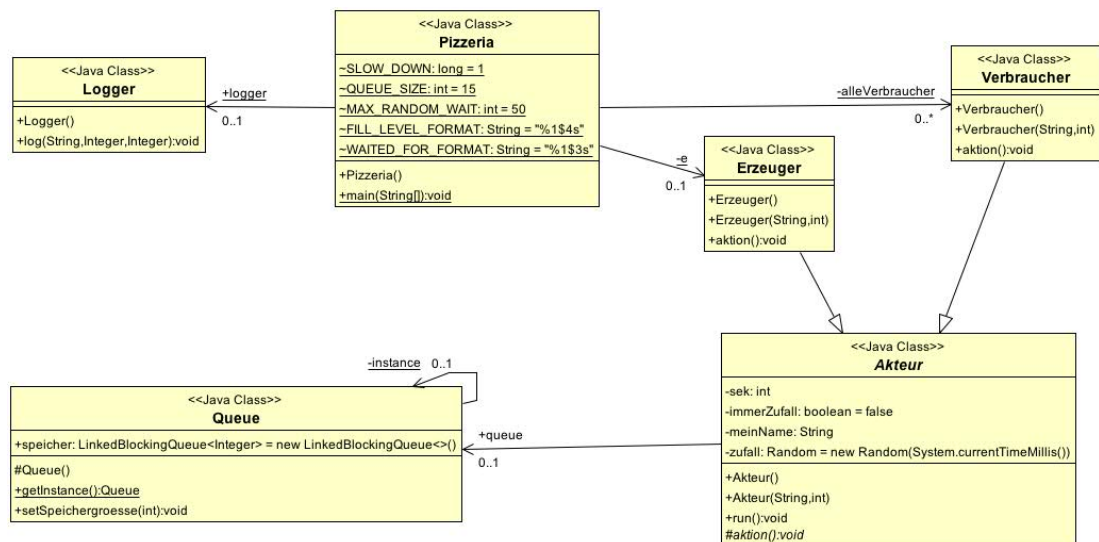 <<Java Class>>
Pizzeria
~SLOW_DOWN: long = 1
~QUEUE_SIZE: int = 15
~MAX_RANDOM_WAIT: int = 50
~FILL_LEVEL_FORMAT: String = "%1$4s"
~WAITED_FOR_FORMAT: String = "%1$3s"
+Pizzeria()
+main(String[]):void
<<Java Class>>
Logger
+Logger()
+log(String,Integer,Integer):void
+logger
0..1
-alleVerbraucher
0..*
<<Java Class>>
Verbraucher
+Verbraucher()
+Verbraucher(String,int)
+aktion():void
-e
0..1
<<Java Class>>
Erzeuger
+Erzeuger()
+Erzeuger(String,int)
+aktion():void
<<Java Class>>
Akteur
-sek: int
-immerZufall: boolean = false
-meinName: String
-zufall: Random = new Random(System.currentTimeMillis())
+Akteur()
+Akteur(String,int)
+run():void
#aktion():void
-instance
0..1
<<Java Class>>
Queue
+speicher: LinkedBlockingQueue<Integer> = new LinkedBlockingQueue<>()
#Queue()
+getInstance():Queue
+setSpeichergroesse(int):void
+queue
0..1